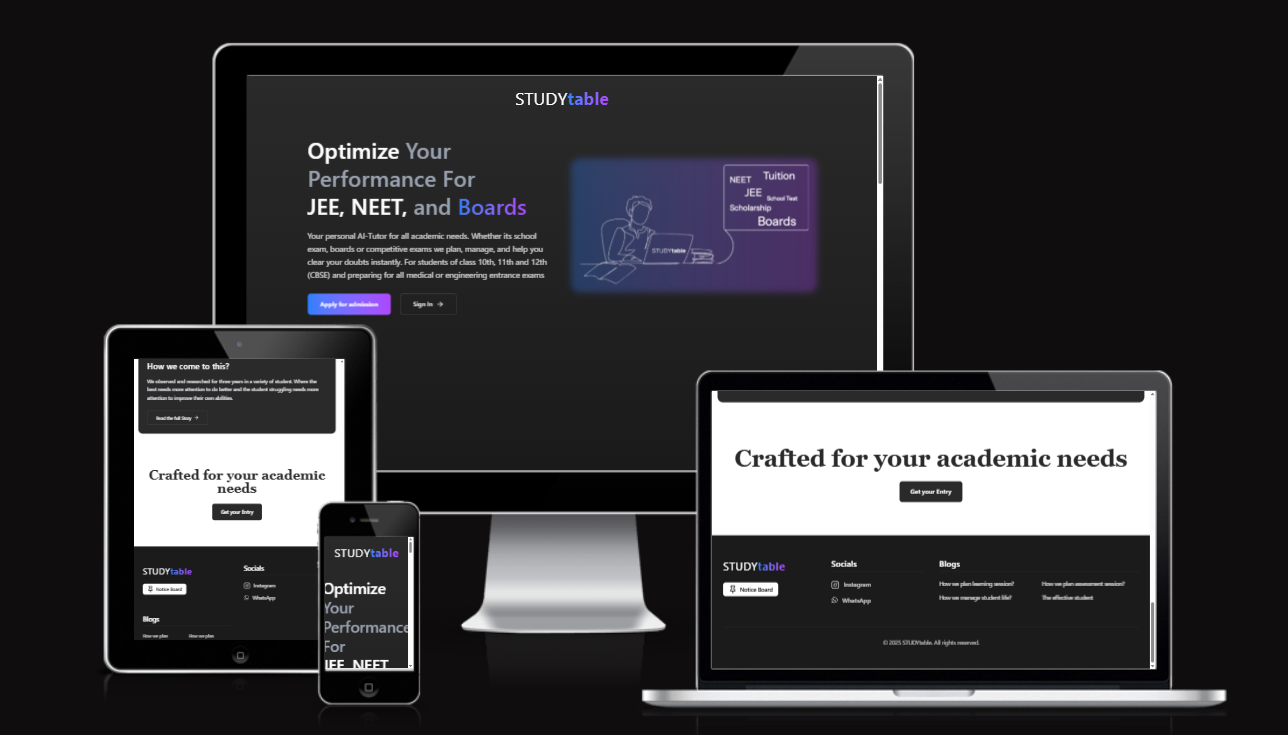 STUDYtable
Optimize Your
Performance For
JEE, NEET, and Boards
Your personal AI-Tutor for all academic needs. Whether its school
exam, boards or competitive exams we plan, manage, and help you
clear your doubts instantly. For students of class 10th, 11th and 12th
(CBSE) and preparing for all medical or engineering entrance exams
Apply for admission
Sign In →
NEET Tuition
JEE
School Test
Scholarship
Boards
STUDYtable
How we come to this?
We observed and researched for three years in a variety of student. Where the
best needs more attention to do better and the student struggling needs more
attention to improve their own abilities.
Read the full Story →
Crafted for your academic
needs
Get your Entry
STUDYtable
Notice Board
Socials
Instagram
WhatsApp
Blogs
How we plan
How we plan
STUDYtable
Optimize
Your
Performance
For
JEE, NEET
Crafted for your academic needs
Get your Entry
STUDYtable
Notice Board
Socials
Instagram
WhatsApp
Blogs
How we plan learning session?
How we plan assessment session?
How we manage student life?
The effective student
© 2025 STUDYtable. All rights reserved.